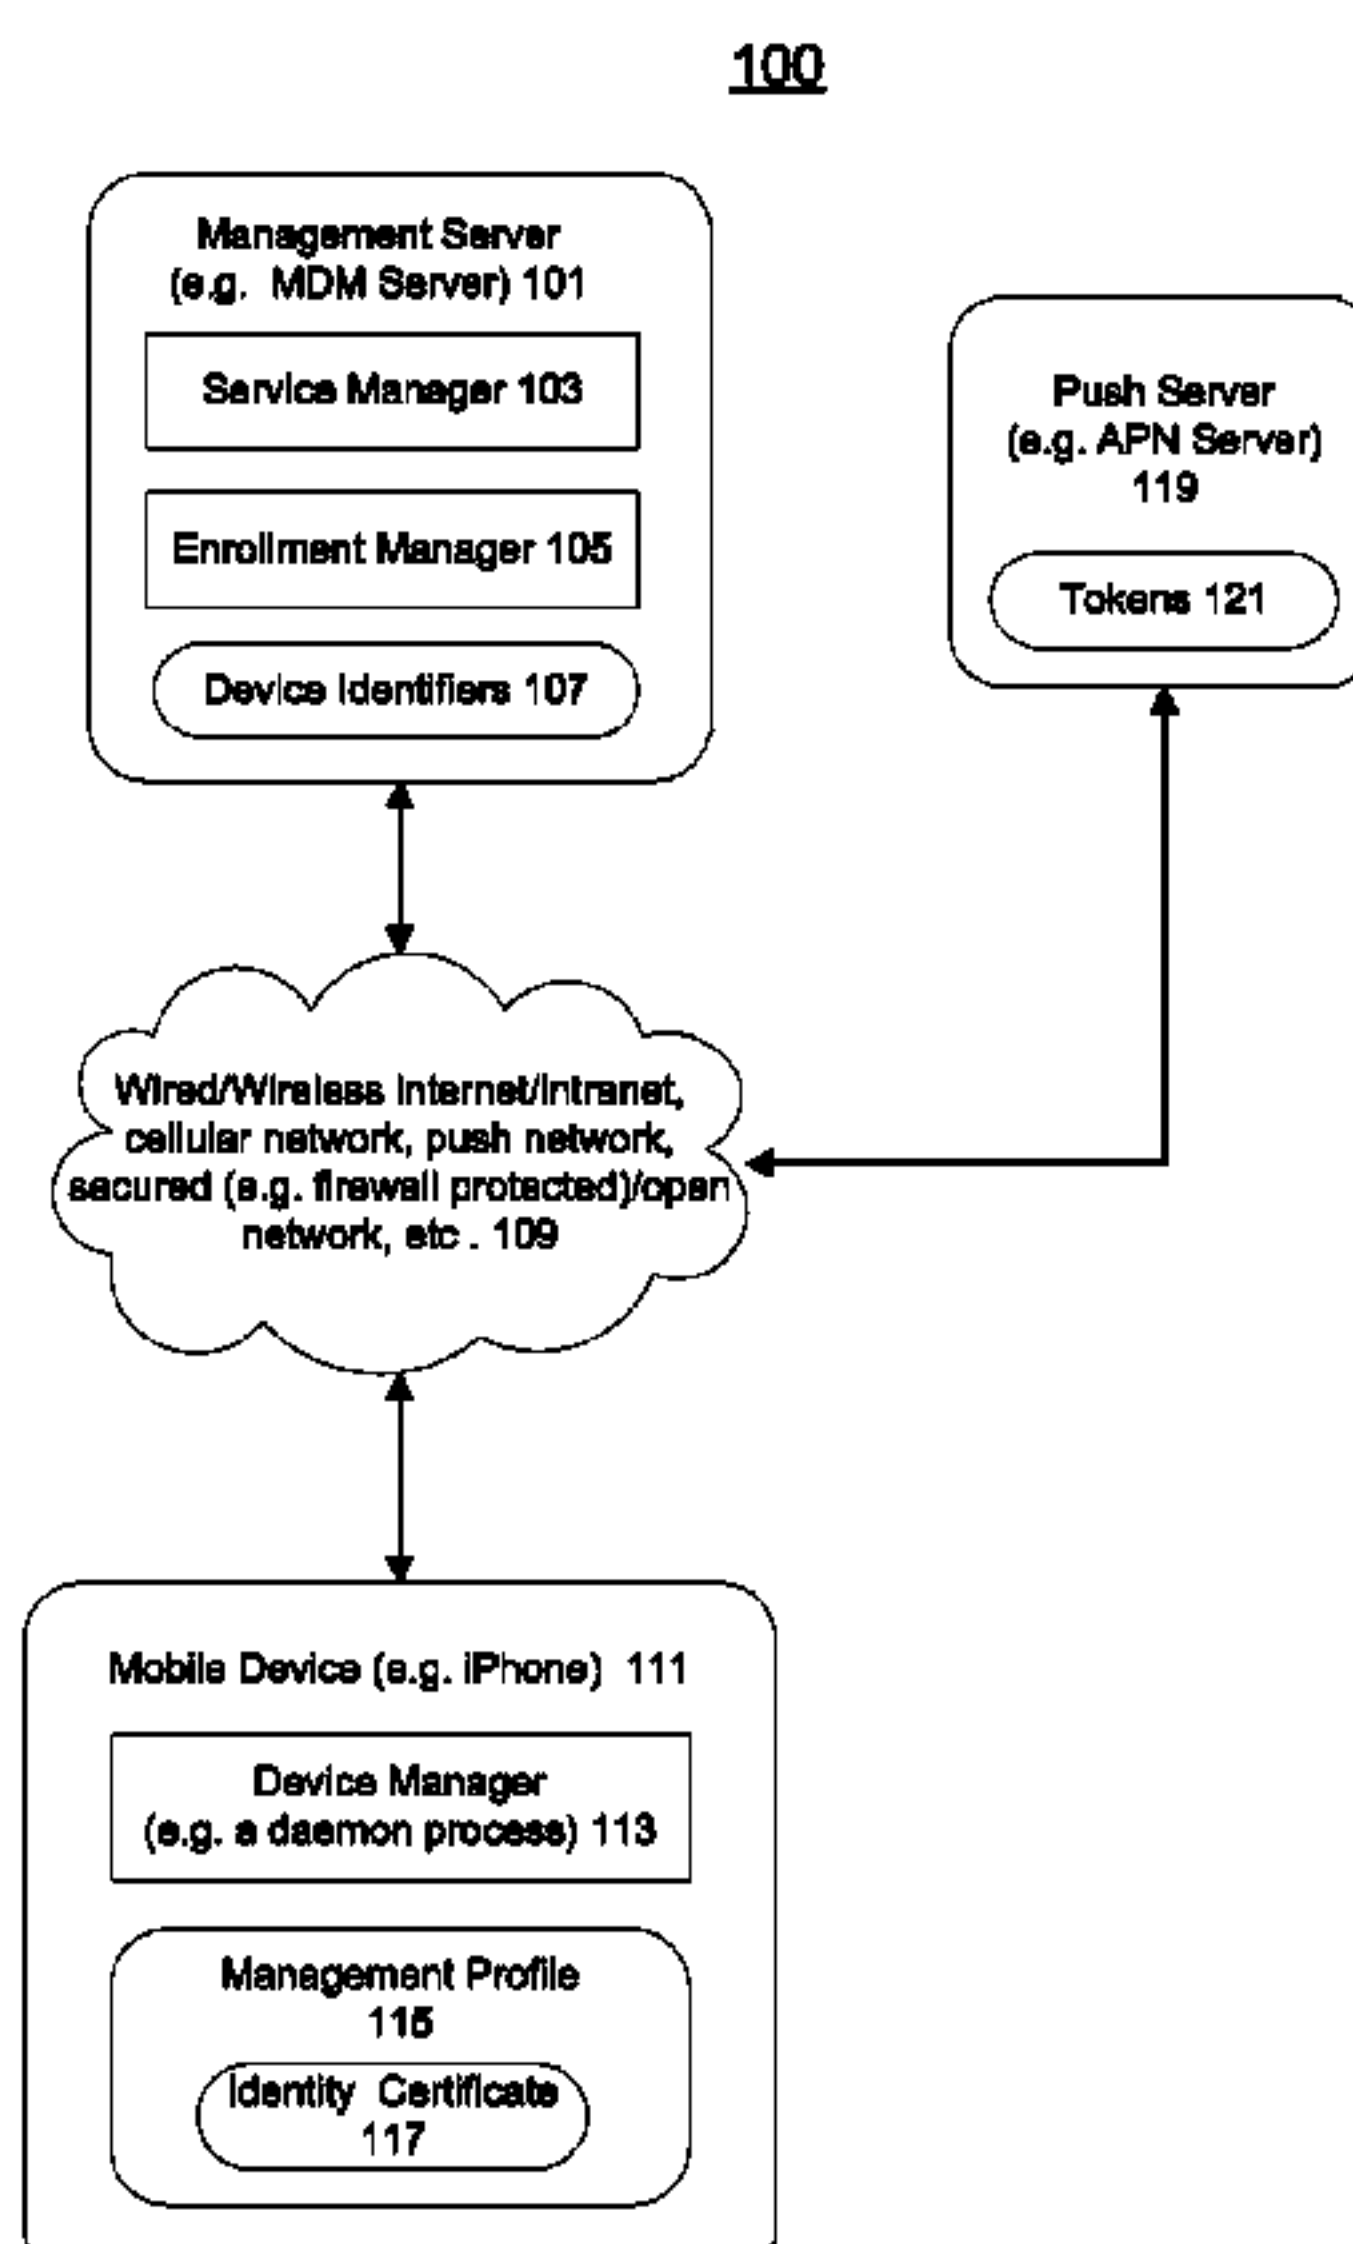 100
Management Server
(e.g. MDM Server) 101
Service Manager 103
Enrollment Manager 105
Device Identifiers 107
Push Server
(e.g. APN Server)
119
Tokens 121
Wired/Wireless Internet/Intranet,
cellular network, push network,
secured (e.g. firewall protected)/open
network, etc . 109
Mobile Device (e.g. iPhone) 111
Device Manager
(e.g. a daemon process) 113
Management Profile
115
Identity Certificate
117